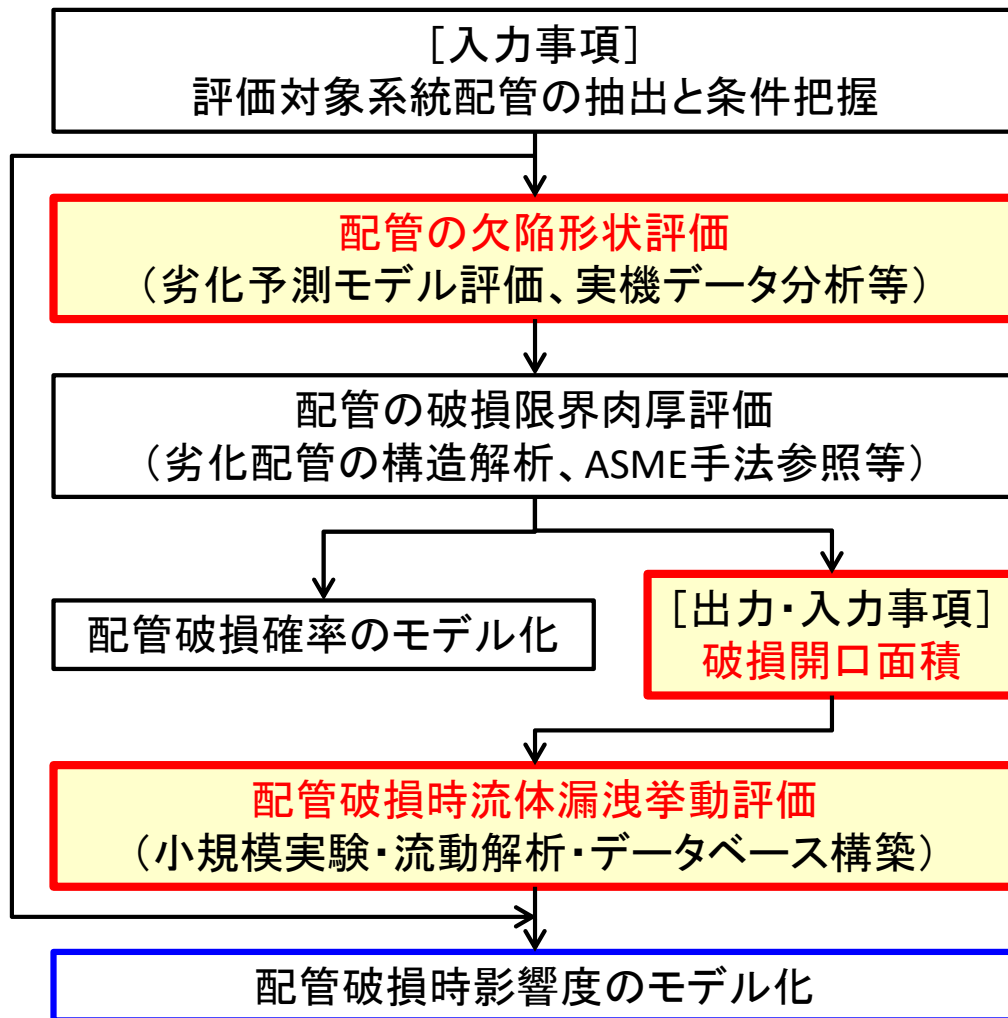 ［入力事項］
評価対象系統配管の抽出と条件把握
配管の欠陥形状評価
（劣化予測モデル評価、実機データ分析等）
配管の破損限界肉厚評価
（劣化配管の構造解析、ASME手法参照等）
配管破損確率のモデル化
［出力・入力事項］
破損開口面積
配管破損時流体漏洩挙動評価
（小規模実験・流動解析・データベース構築）
配管破損時影響度のモデル化